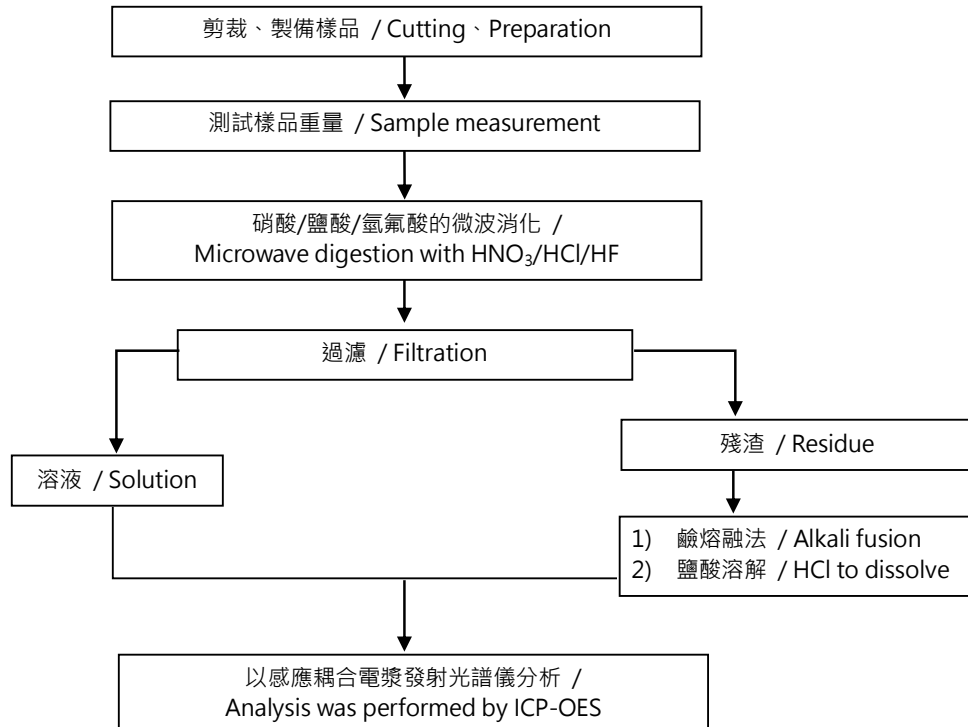 剪裁、製備樣品 / Cutting、Preparation
測試樣品重量 / Sample measurement
硝酸/鹽酸/氫氟酸的微波消化 /
Microwave digestion with HNO₃/HCl/HF
過濾 / Filtration
溶液 / Solution
殘渣 / Residue
1) 鹼熔融法 / Alkali fusion
2) 鹽酸溶解 / HCl to dissolve
以感應耦合電漿發射光譜儀分析 /
Analysis was performed by ICP-OES